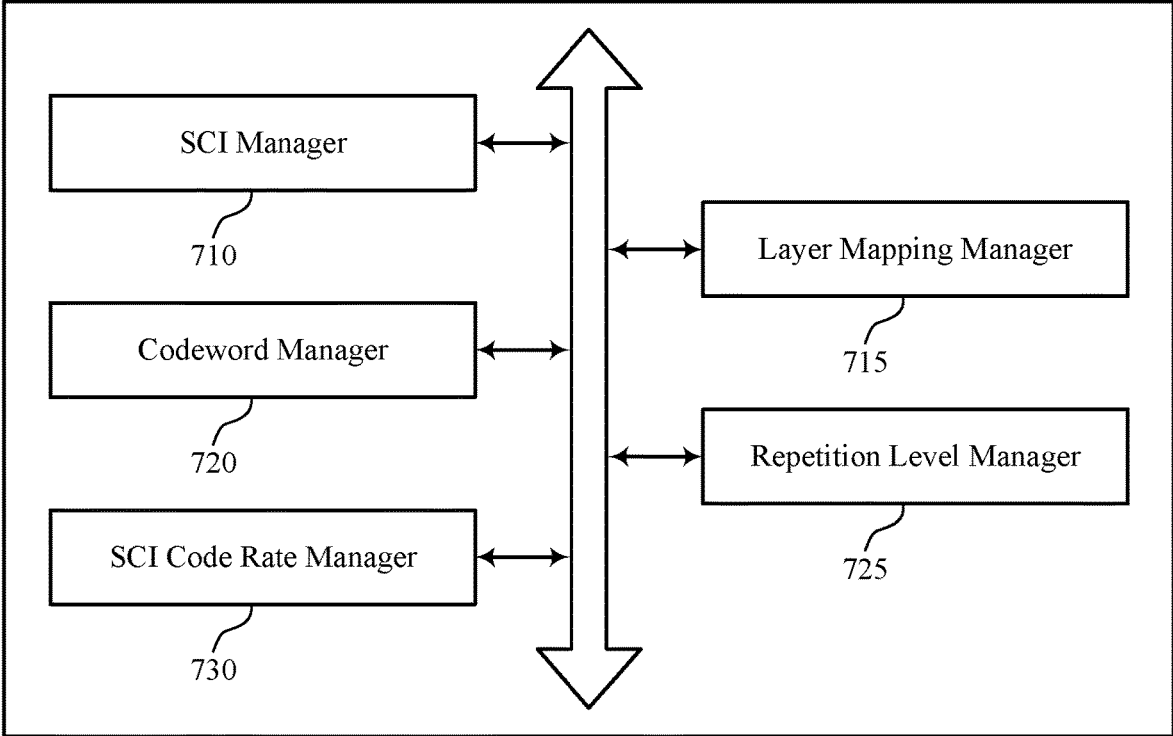 SCI Manager
710
Layer Mapping Manager
715
Codeword Manager
720
Repetition Level Manager
725
SCI Code Rate Manager
730